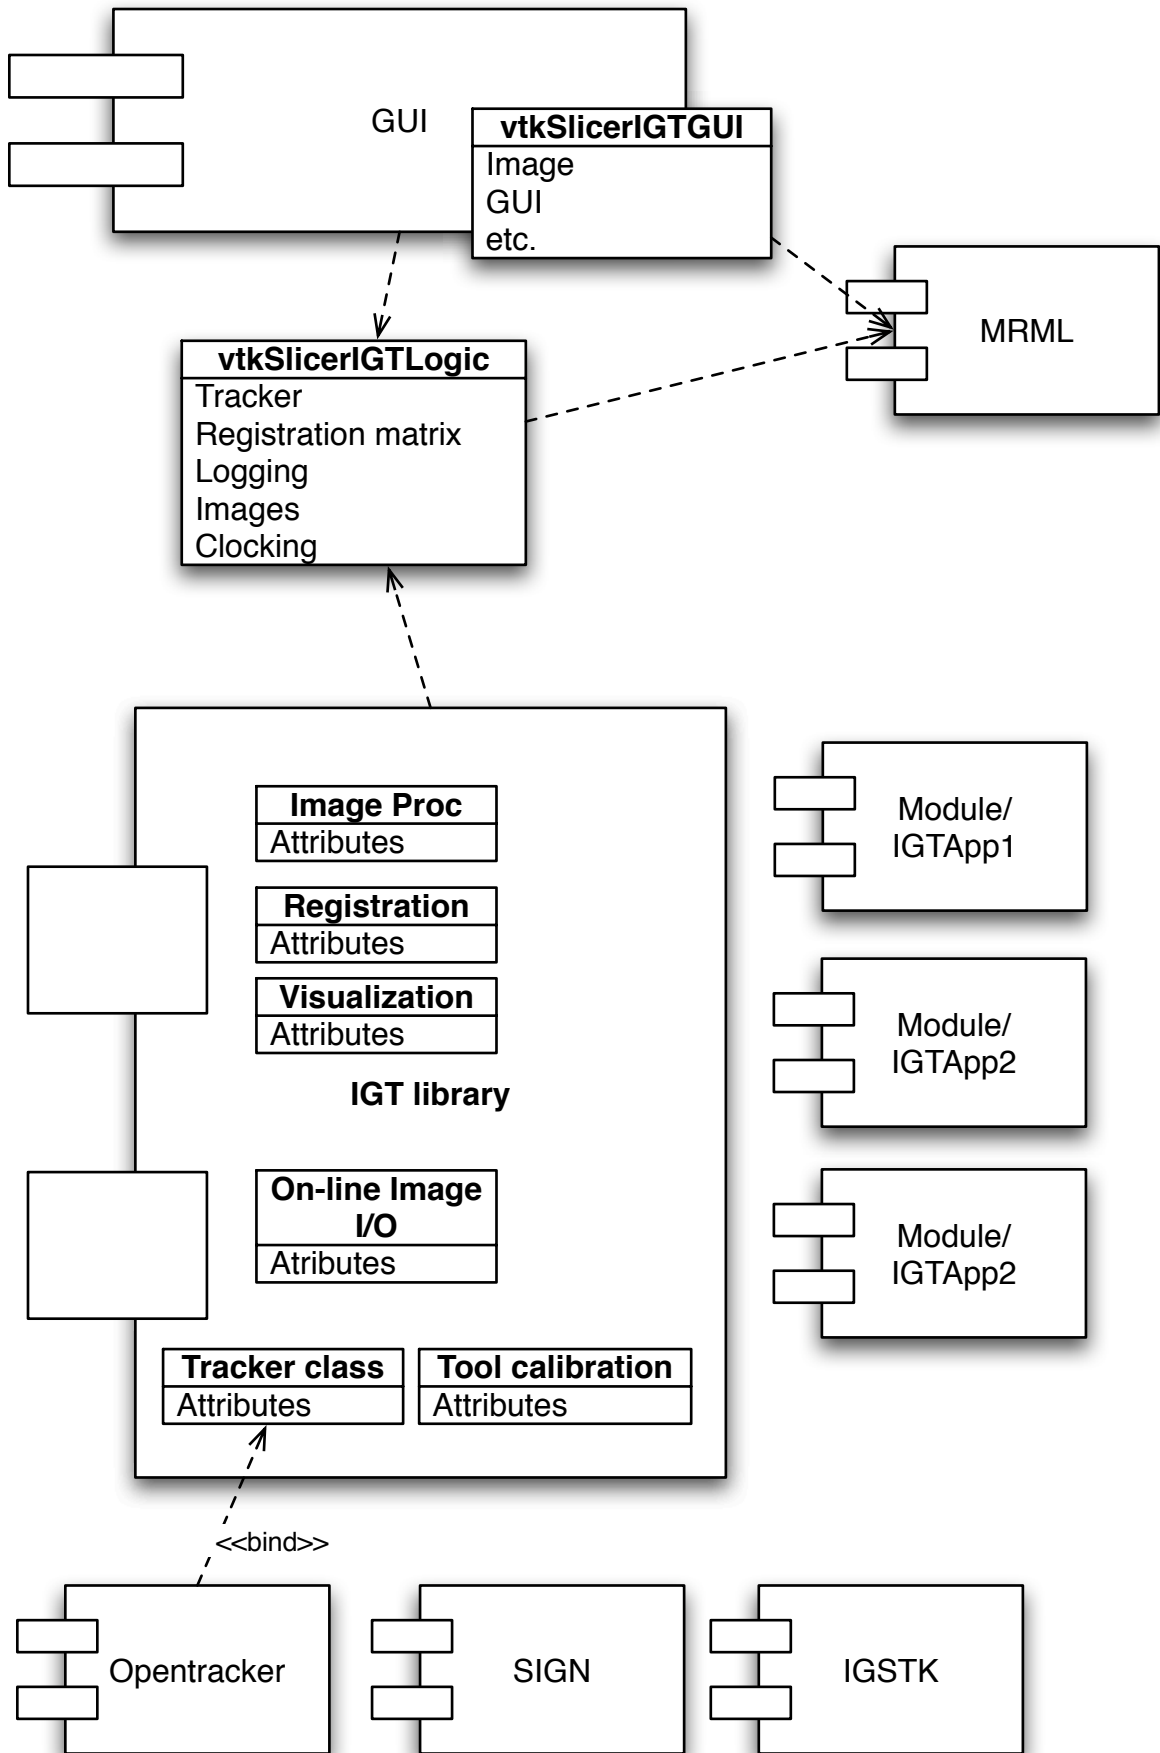 GUI
vtkSlicerIGTGUI
Image
GUI
etc.
MRML
vtkSlicerIGTLogic
Tracker
Registration matrix
Logging
Images
Clocking
Image Proc
Attributes
Registration
Attributes
Visualization
Attributes
IGT library
On-line Image
I/O
Atributes
Tracker class
Attributes
Tool calibration
Attributes
Module/
IGTApp1
Module/
IGTApp2
Module/
IGTApp2
<<bind>>
Opentracker
SIGN
IGSTK